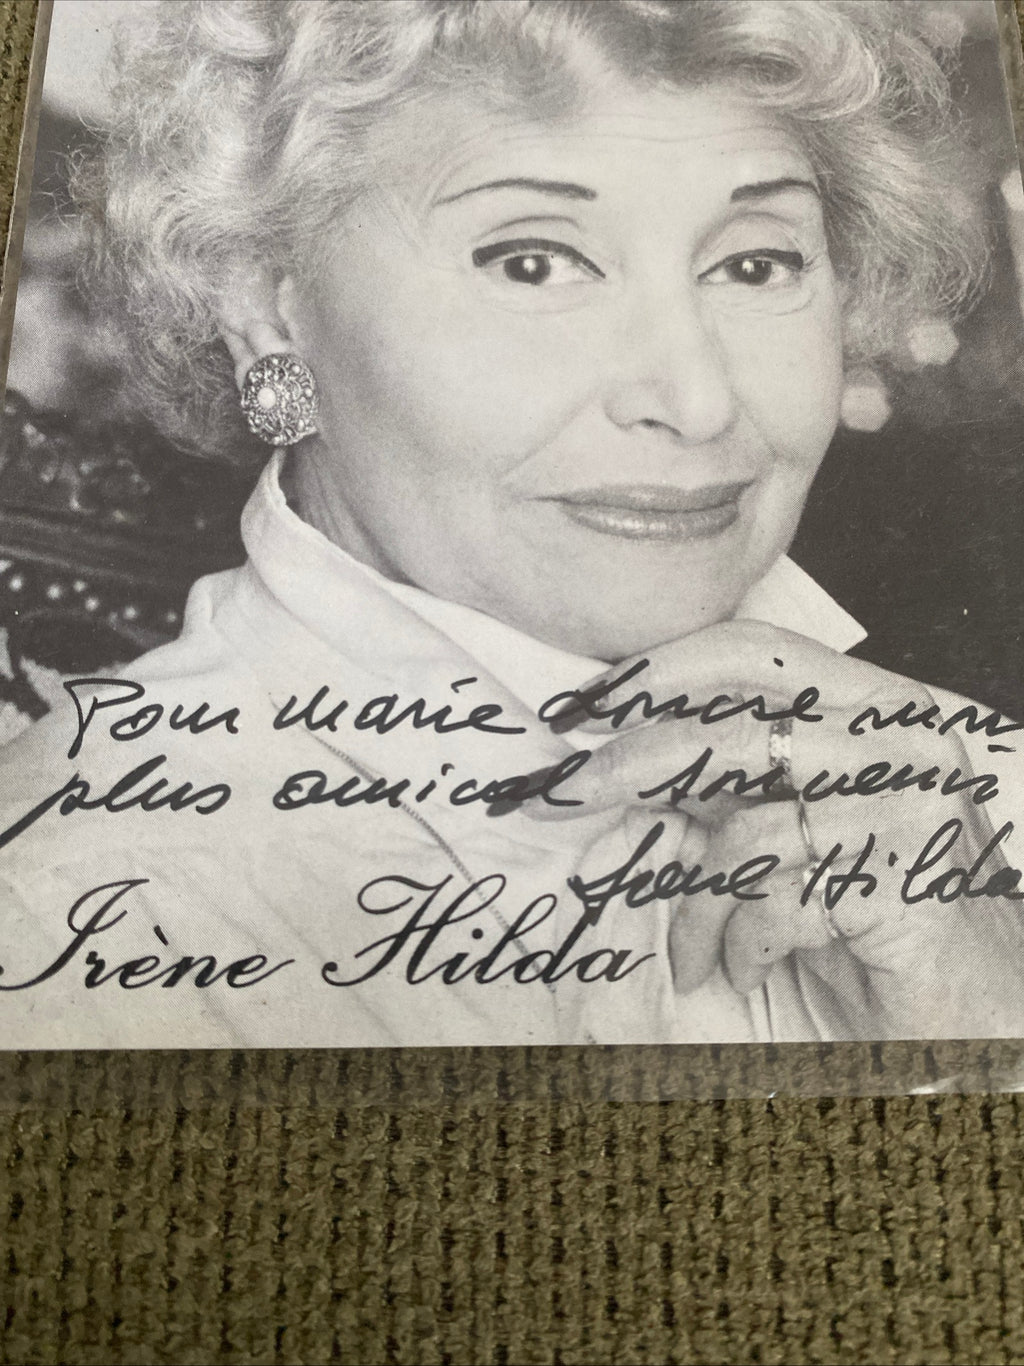 Pour Marie Louise mon
plus amical souvenir
Irène Hilda
Irène Hilda